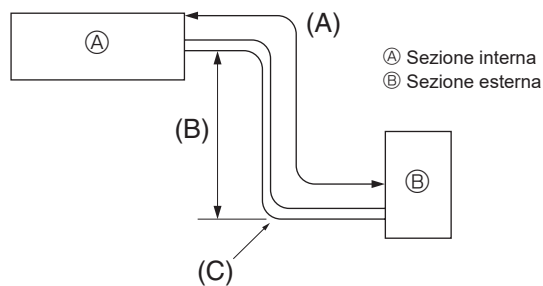 (A)
Ⓐ
Ⓐ Sezione interna
Ⓑ Sezione esterna
(B)
Ⓑ
(C)